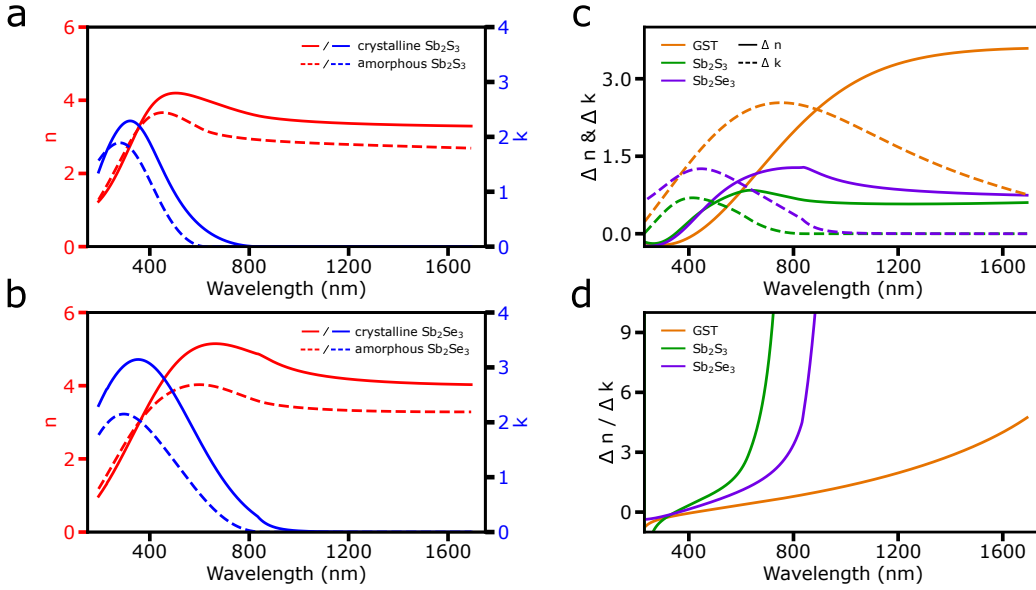 a
6
4
2
0
n
4
3
2
1
0
k
/ crystalline Sb₂S₃
/ amorphous Sb₂S₃
400 800 1200 1600
Wavelength (nm)
b
6
4
2
0
n
4
3
2
1
0
k
/ crystalline Sb₂Se₃
/ amorphous Sb₂Se₃
400 800 1200 1600
Wavelength (nm)
c
3.0
1.5
0.0
Δ n & Δ k
GST Δ n
Sb₂S₃ Δ k
Sb₂Se₃
400 800 1200 1600
Wavelength (nm)
d
9
6
3
0
Δ n / Δ k
GST
Sb₂S₃
Sb₂Se₃
400 800 1200 1600
Wavelength (nm)